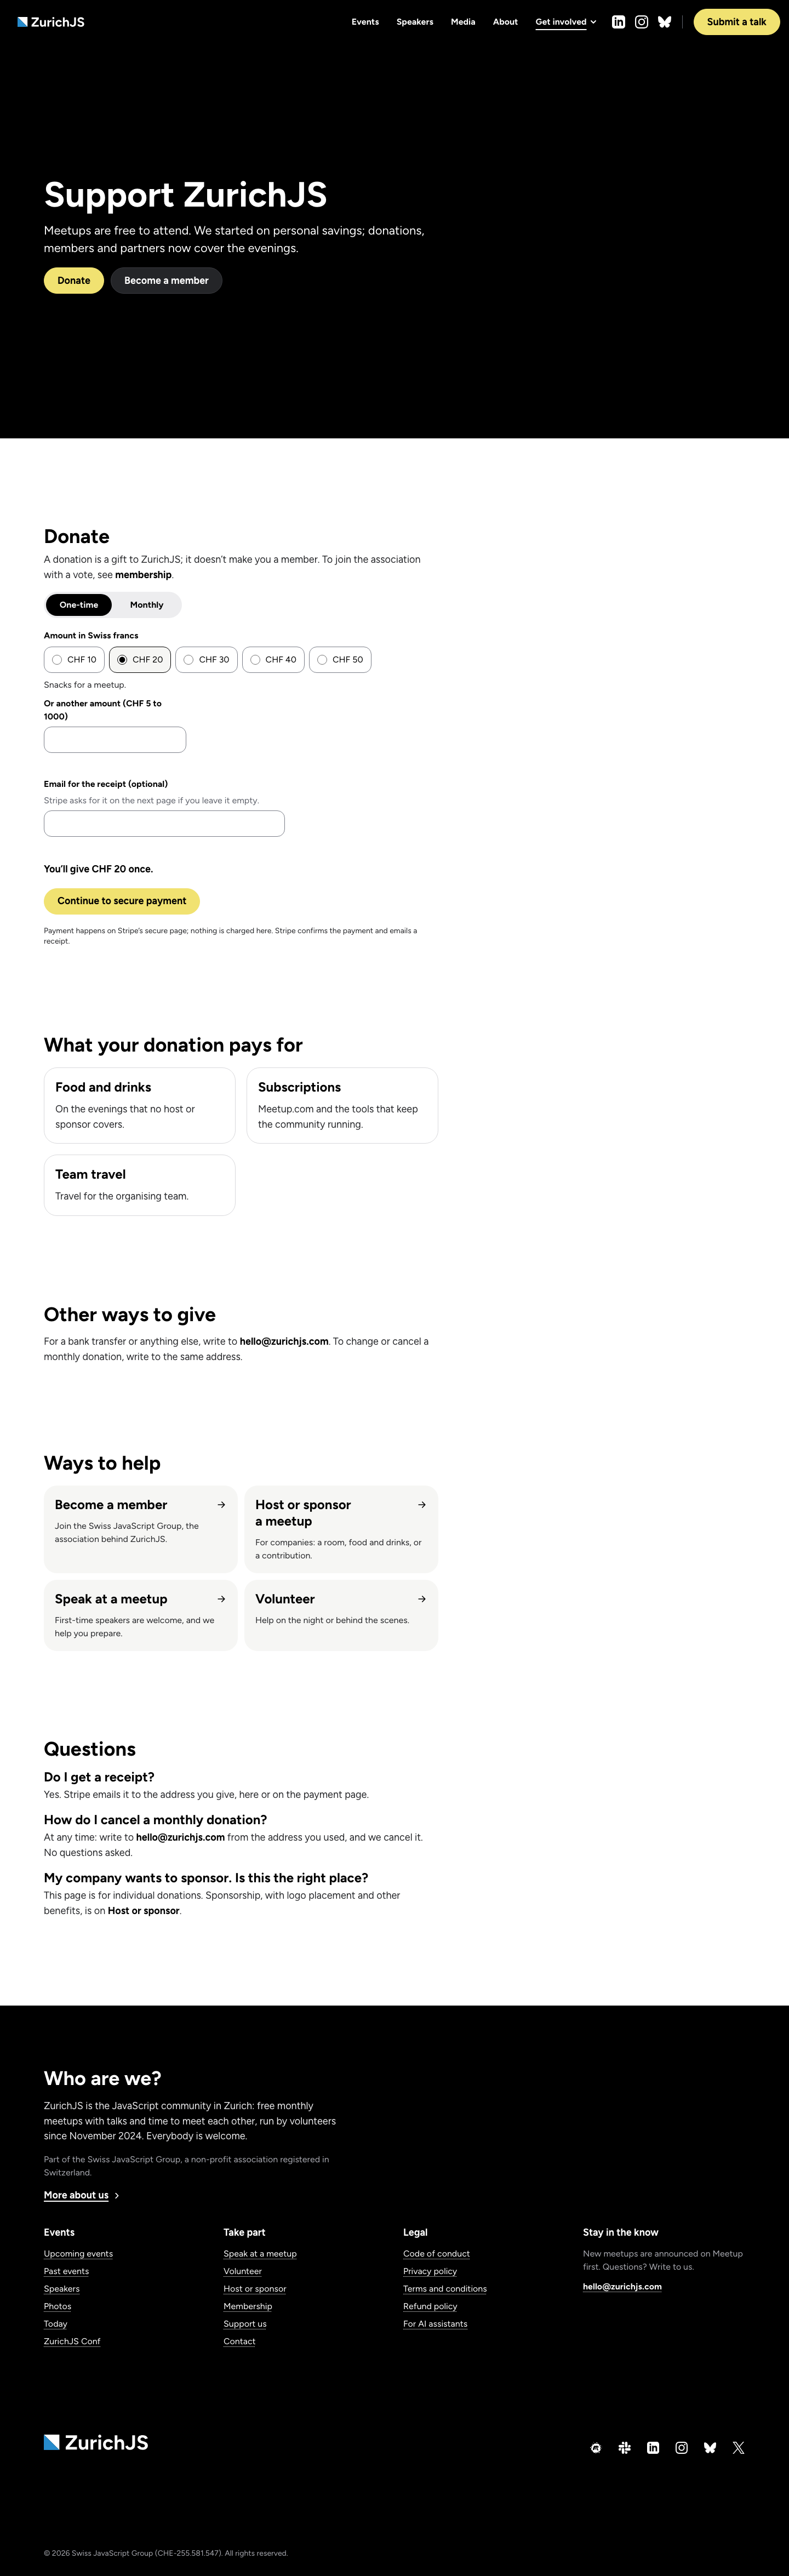 ZurichJS
Events
Speakers
Media
About
Get involved
Submit a talk
Support ZurichJS
Meetups are free to attend. We started on personal savings; donations,
members and partners now cover the evenings.
Donate
Become a member
Donate
A donation is a gift to ZurichJS; it doesn’t make you a member. To join the association
with a vote, see membership.
One-time
Monthly
Amount in Swiss francs
CHF 10
CHF 20
CHF 30
CHF 40
CHF 50
Snacks for a meetup.
Or another amount (CHF 5 to
1000)
Email for the receipt (optional)
Stripe asks for it on the next page if you leave it empty.
You’ll give CHF 20 once.
Continue to secure payment
Payment happens on Stripe’s secure page; nothing is charged here. Stripe confirms the payment and emails a
receipt.
What your donation pays for
Food and drinks
On the evenings that no host or
sponsor covers.
Subscriptions
Meetup.com and the tools that keep
the community running.
Team travel
Travel for the organising team.
Other ways to give
For a bank transfer or anything else, write to hello@zurichjs.com. To change or cancel a
monthly donation, write to the same address.
Ways to help
Become a member
Join the Swiss JavaScript Group, the
association behind ZurichJS.
Host or sponsor
a meetup
For companies: a room, food and drinks, or
a contribution.
Speak at a meetup
First-time speakers are welcome, and we
help you prepare.
Volunteer
Help on the night or behind the scenes.
Questions
Do I get a receipt?
Yes. Stripe emails it to the address you give, here or on the payment page.
How do I cancel a monthly donation?
At any time: write to hello@zurichjs.com from the address you used, and we cancel it.
No questions asked.
My company wants to sponsor. Is this the right place?
This page is for individual donations. Sponsorship, with logo placement and other
benefits, is on Host or sponsor.
Who are we?
ZurichJS is the JavaScript community in Zurich: free monthly
meetups with talks and time to meet each other, run by volunteers
since November 2024. Everybody is welcome.
Part of the Swiss JavaScript Group, a non-profit association registered in
Switzerland.
More about us
Events
Upcoming events
Past events
Speakers
Photos
Today
ZurichJS Conf
Take part
Speak at a meetup
Volunteer
Host or sponsor
Membership
Support us
Contact
Legal
Code of conduct
Privacy policy
Terms and conditions
Refund policy
For AI assistants
Stay in the know
New meetups are announced on Meetup
first. Questions? Write to us.
hello@zurichjs.com
ZurichJS
© 2026 Swiss JavaScript Group (CHE-255.581.547). All rights reserved.